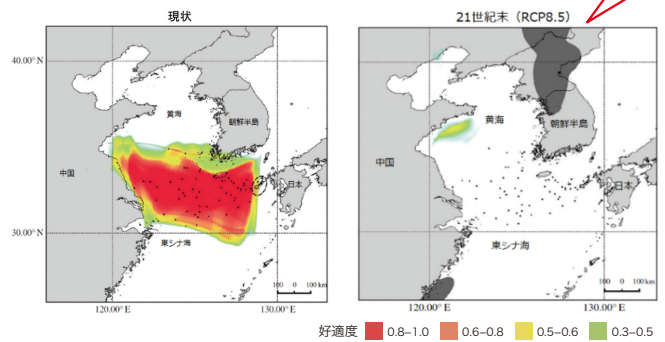 現状
40.00° N
30.00° N
120.00° E
130.00° E
黄海
朝鮮半島
中国
日本
東シナ海
100 0 100 km
21世紀末（RCP8.5）
黄海
朝鮮半島
中国
日本
東シナ海
100 0 100 km
120.00° E
130.00° E
好適度 0.8–1.0 0.6–0.8 0.5–0.6 0.3–0.5